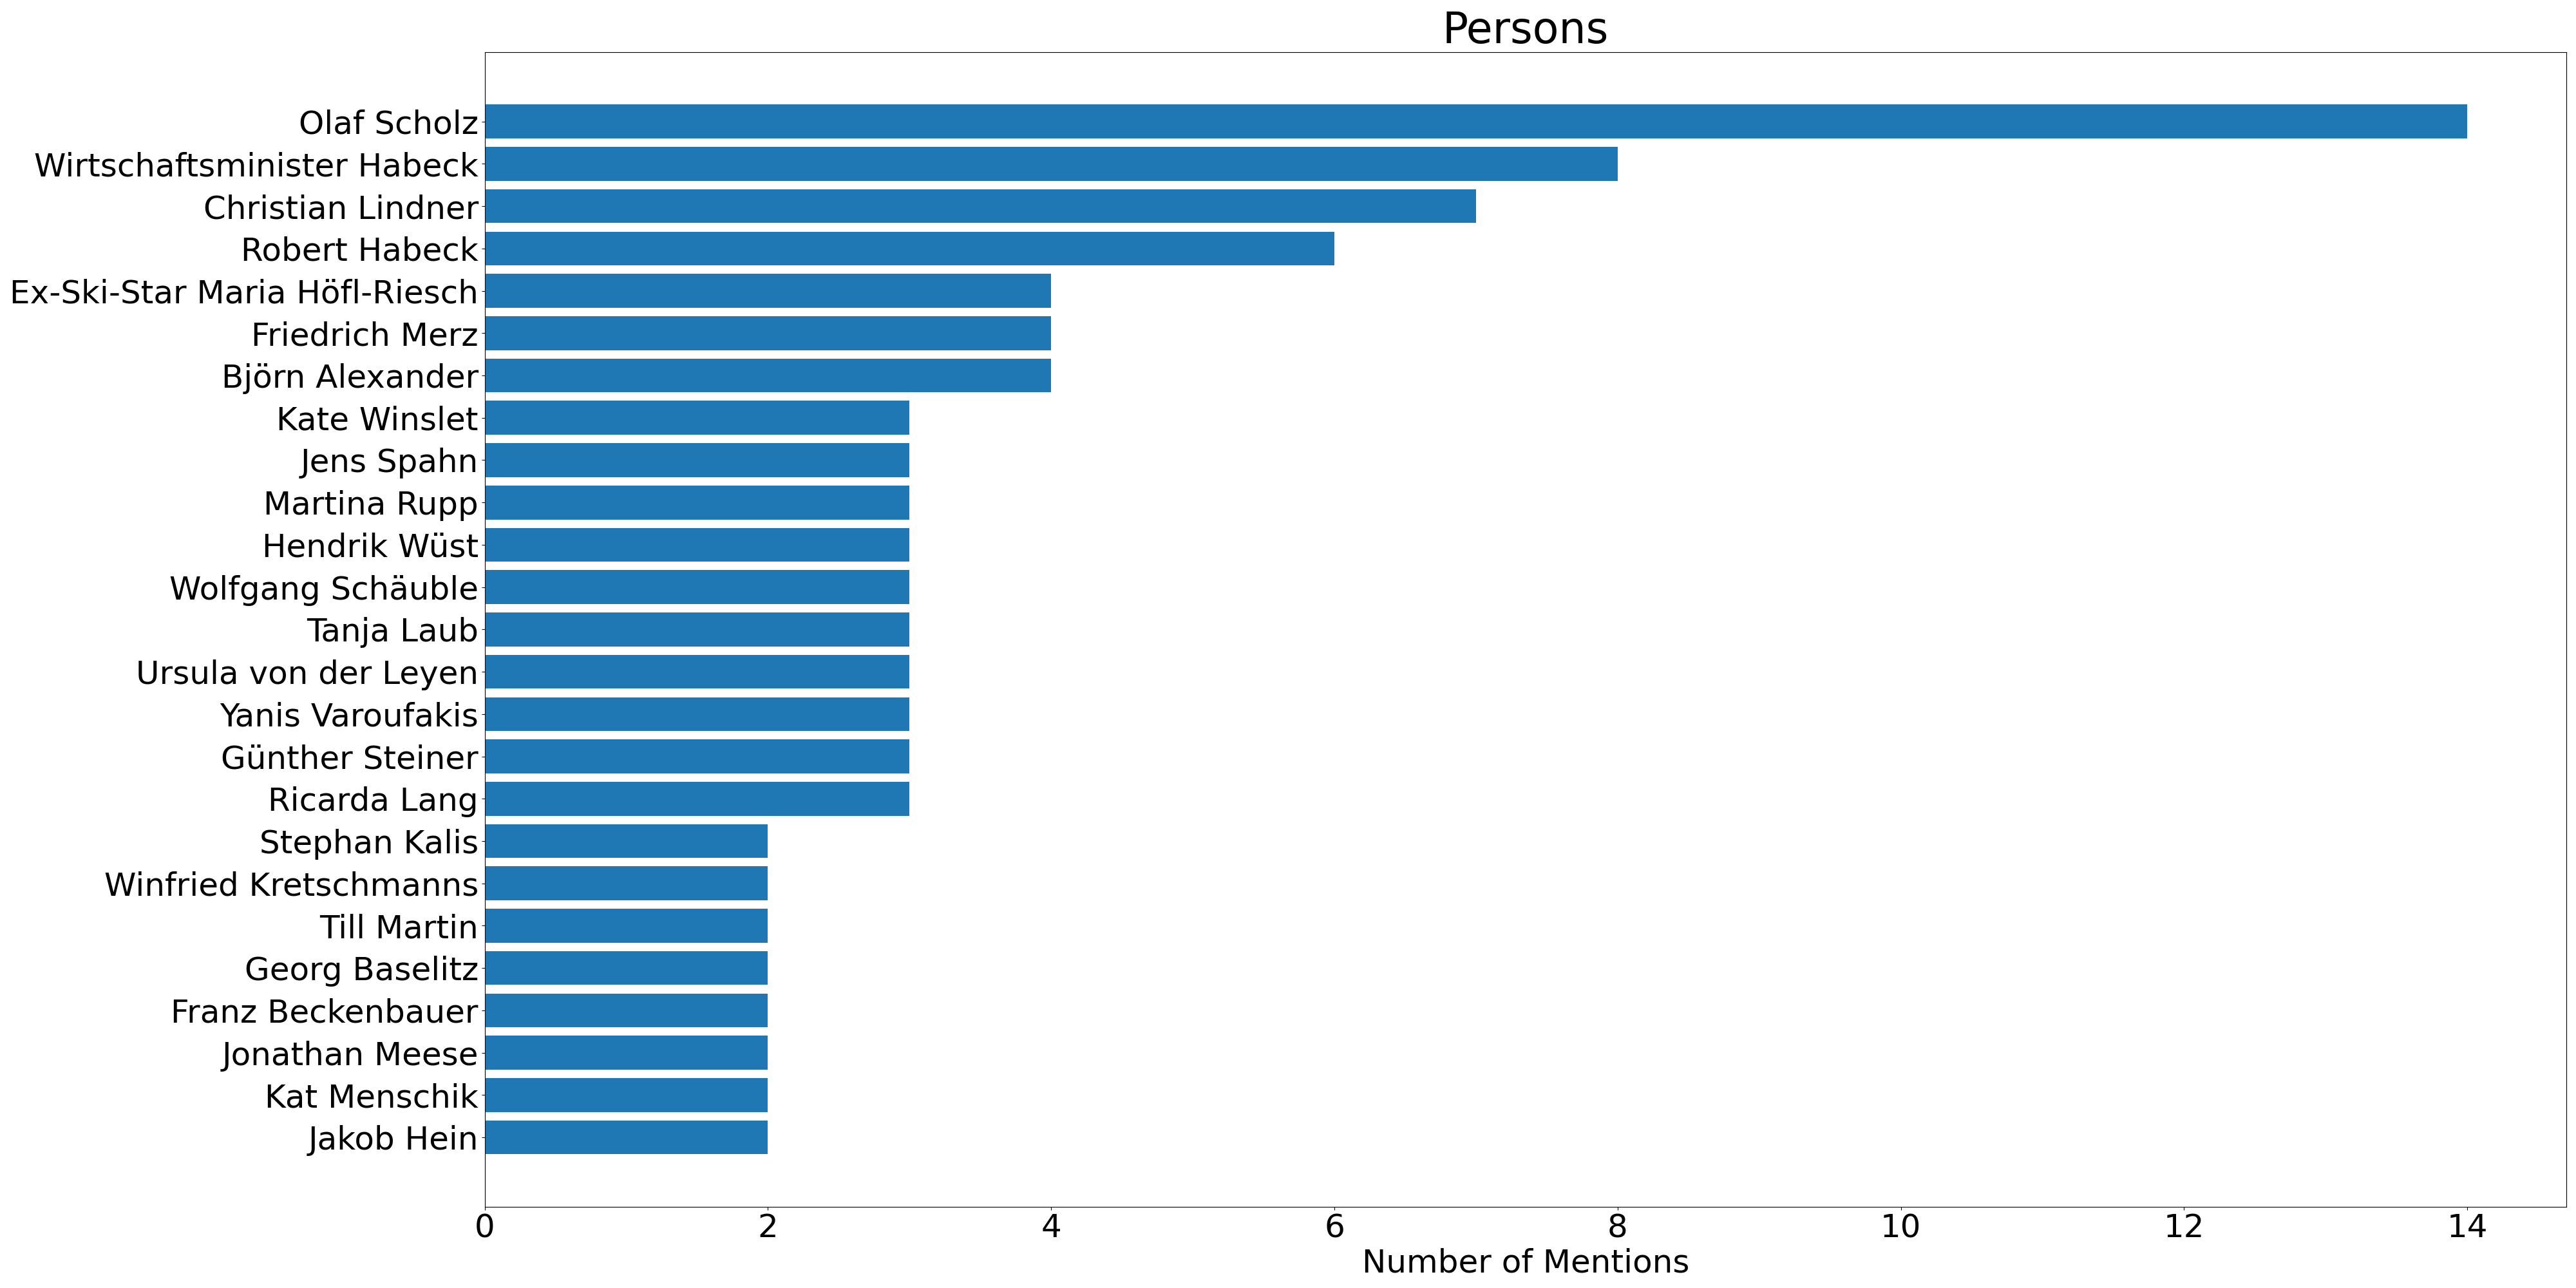 Persons
Olaf Scholz
Wirtschaftsminister Habeck
Christian Lindner
Robert Habeck
Ex-Ski-Star Maria Höfl-Riesch
Friedrich Merz
Björn Alexander
Kate Winslet
Jens Spahn
Martina Rupp
Hendrik Wüst
Wolfgang Schäuble
Tanja Laub
Ursula von der Leyen
Yanis Varoufakis
Günther Steiner
Ricarda Lang
Stephan Kalis
Winfried Kretschmanns
Till Martin
Georg Baselitz
Franz Beckenbauer
Jonathan Meese
Kat Menschik
Jakob Hein
0 2 4 6 8 10 12 14
Number of Mentions